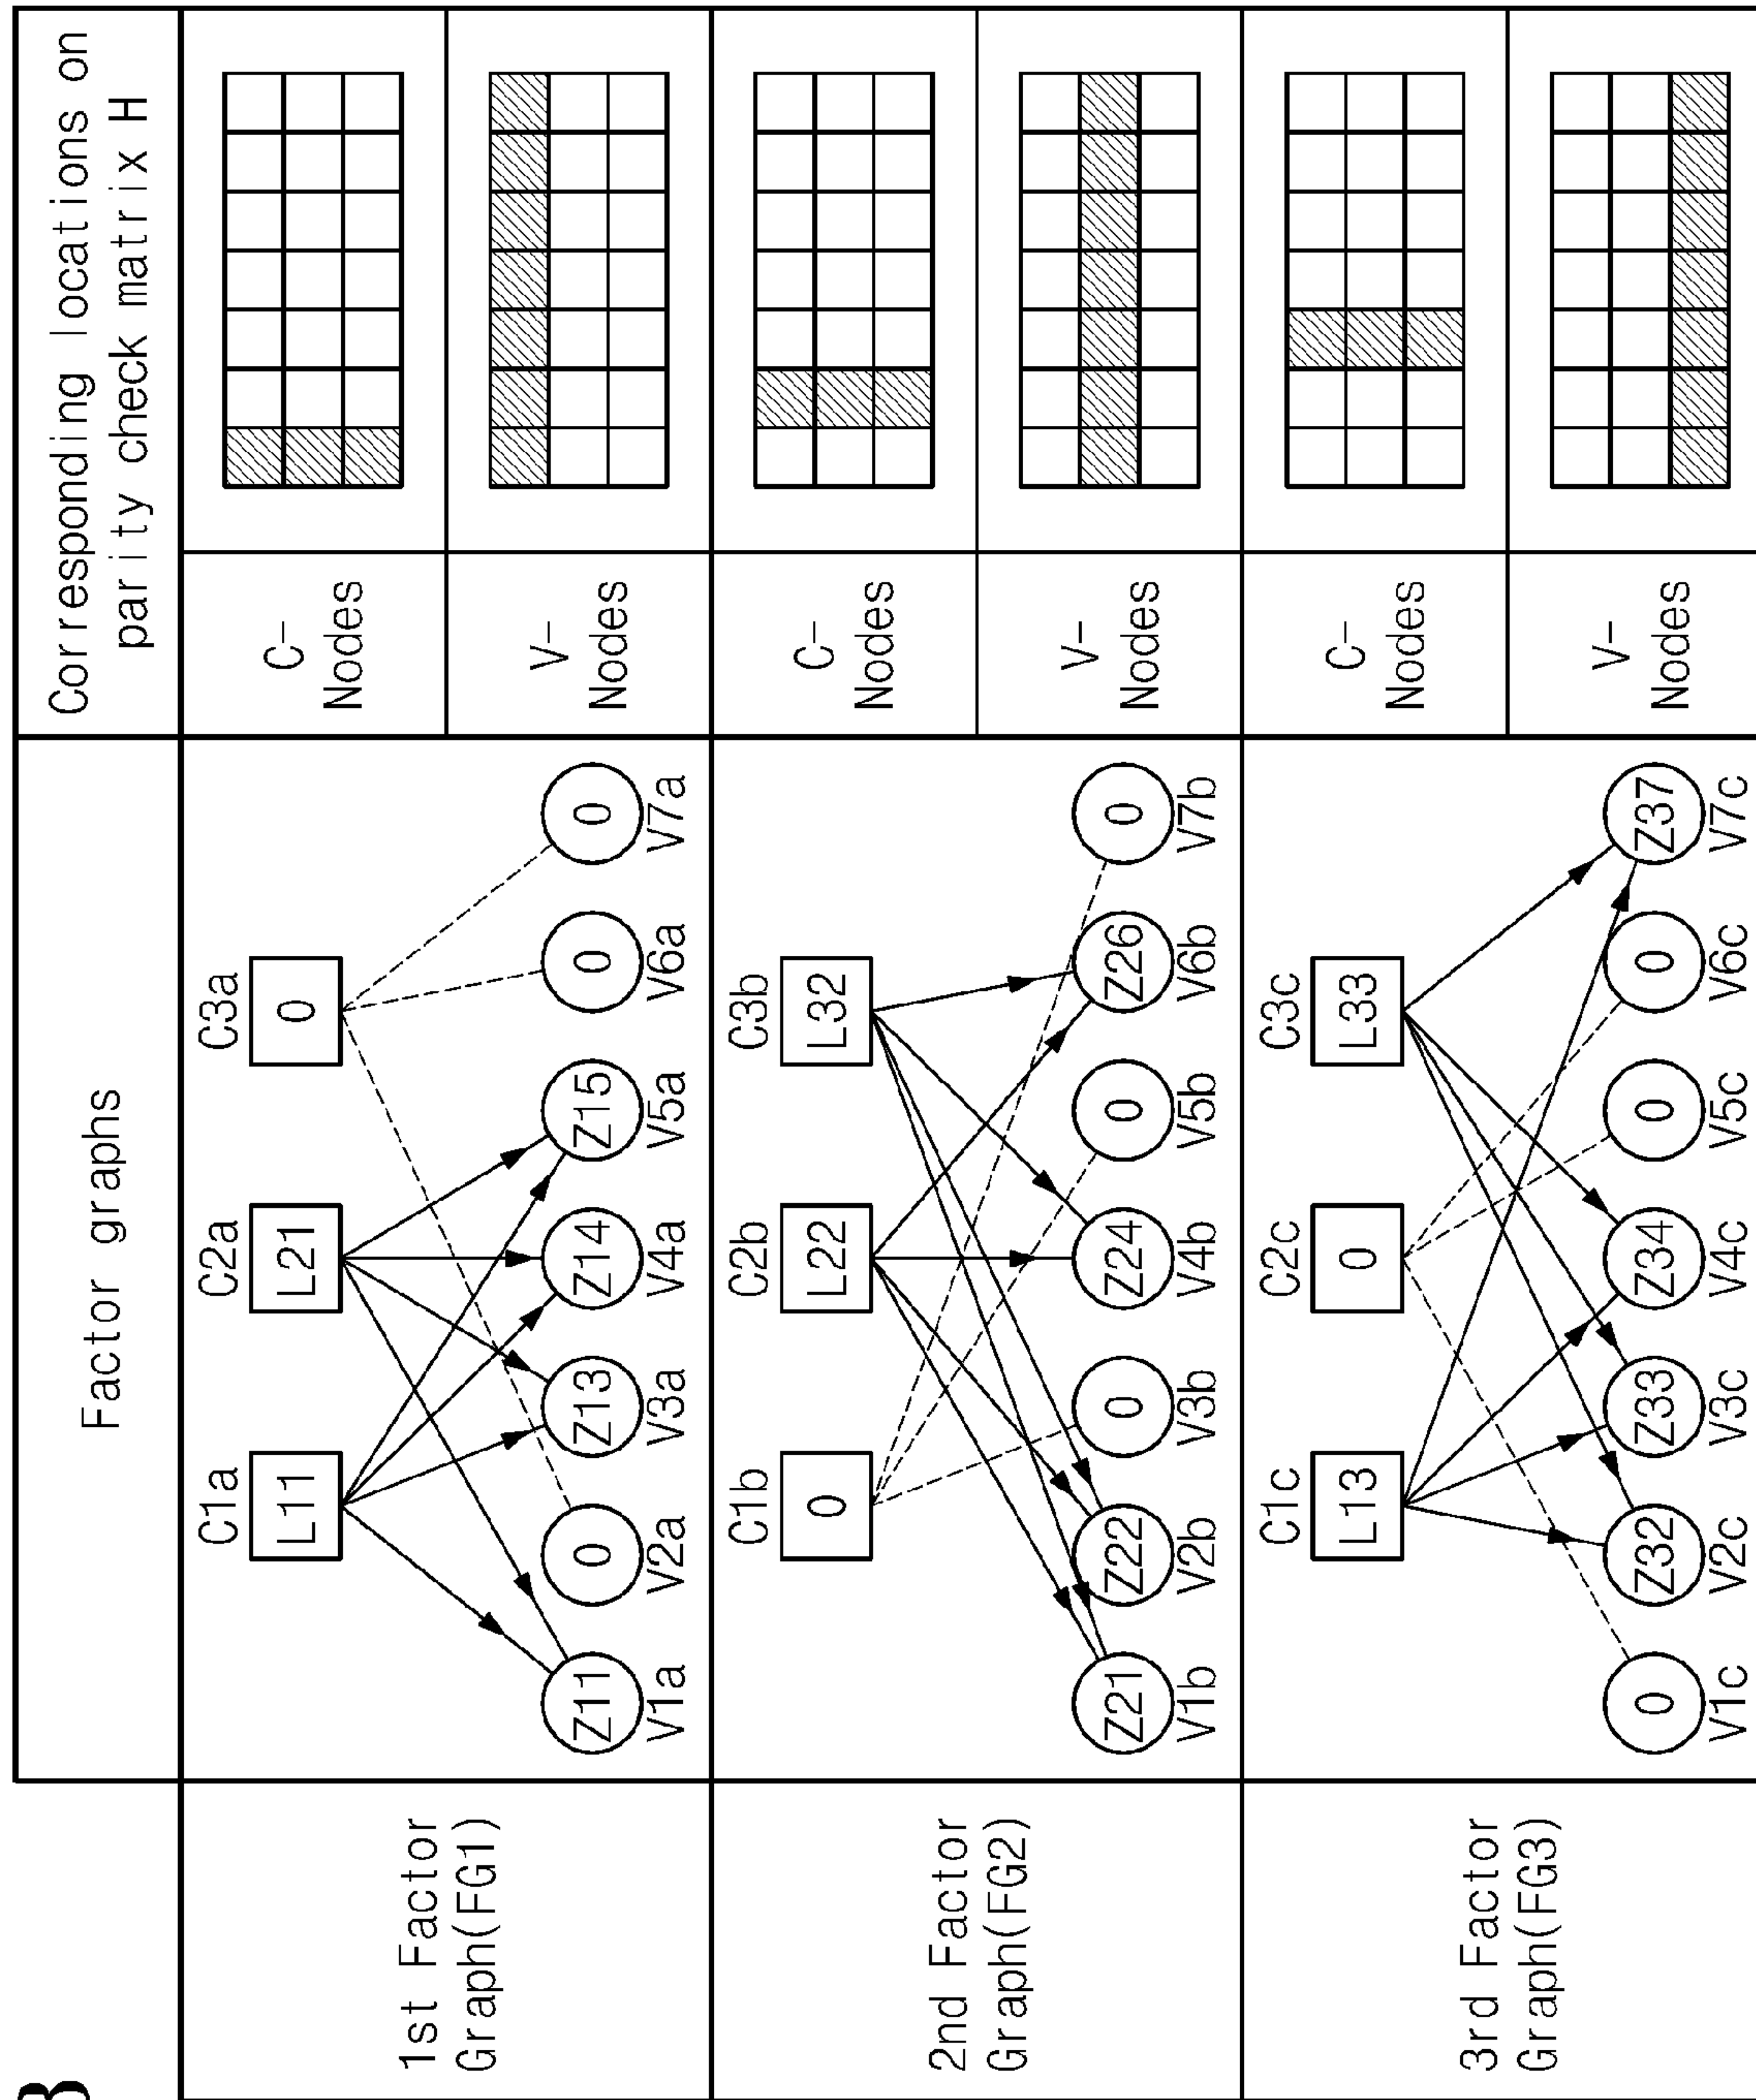 3
Factor graphs
Corresponding locations on
parity check matrix H
1st Factor
Graph(FG1)
C1a C2a C3a
L11 L21 0
Z11 0 Z13 Z14 Z15 0 0
V1a V2a V3a V4a V5a V6a V7a
C-
Nodes
V-
Nodes
2nd Factor
Graph(FG2)
C1b C2b C3b
0 L22 L32
Z21 Z22 0 Z24 0 Z26 0
V1b V2b V3b V4b V5b V6b V7b
C-
Nodes
V-
Nodes
3rd Factor
Graph(FG3)
C1c C2c C3c
L13 0 L33
0 Z32 Z33 Z34 0 0 Z37
V1c V2c V3c V4c V5c V6c V7c
C-
Nodes
V-
Nodes